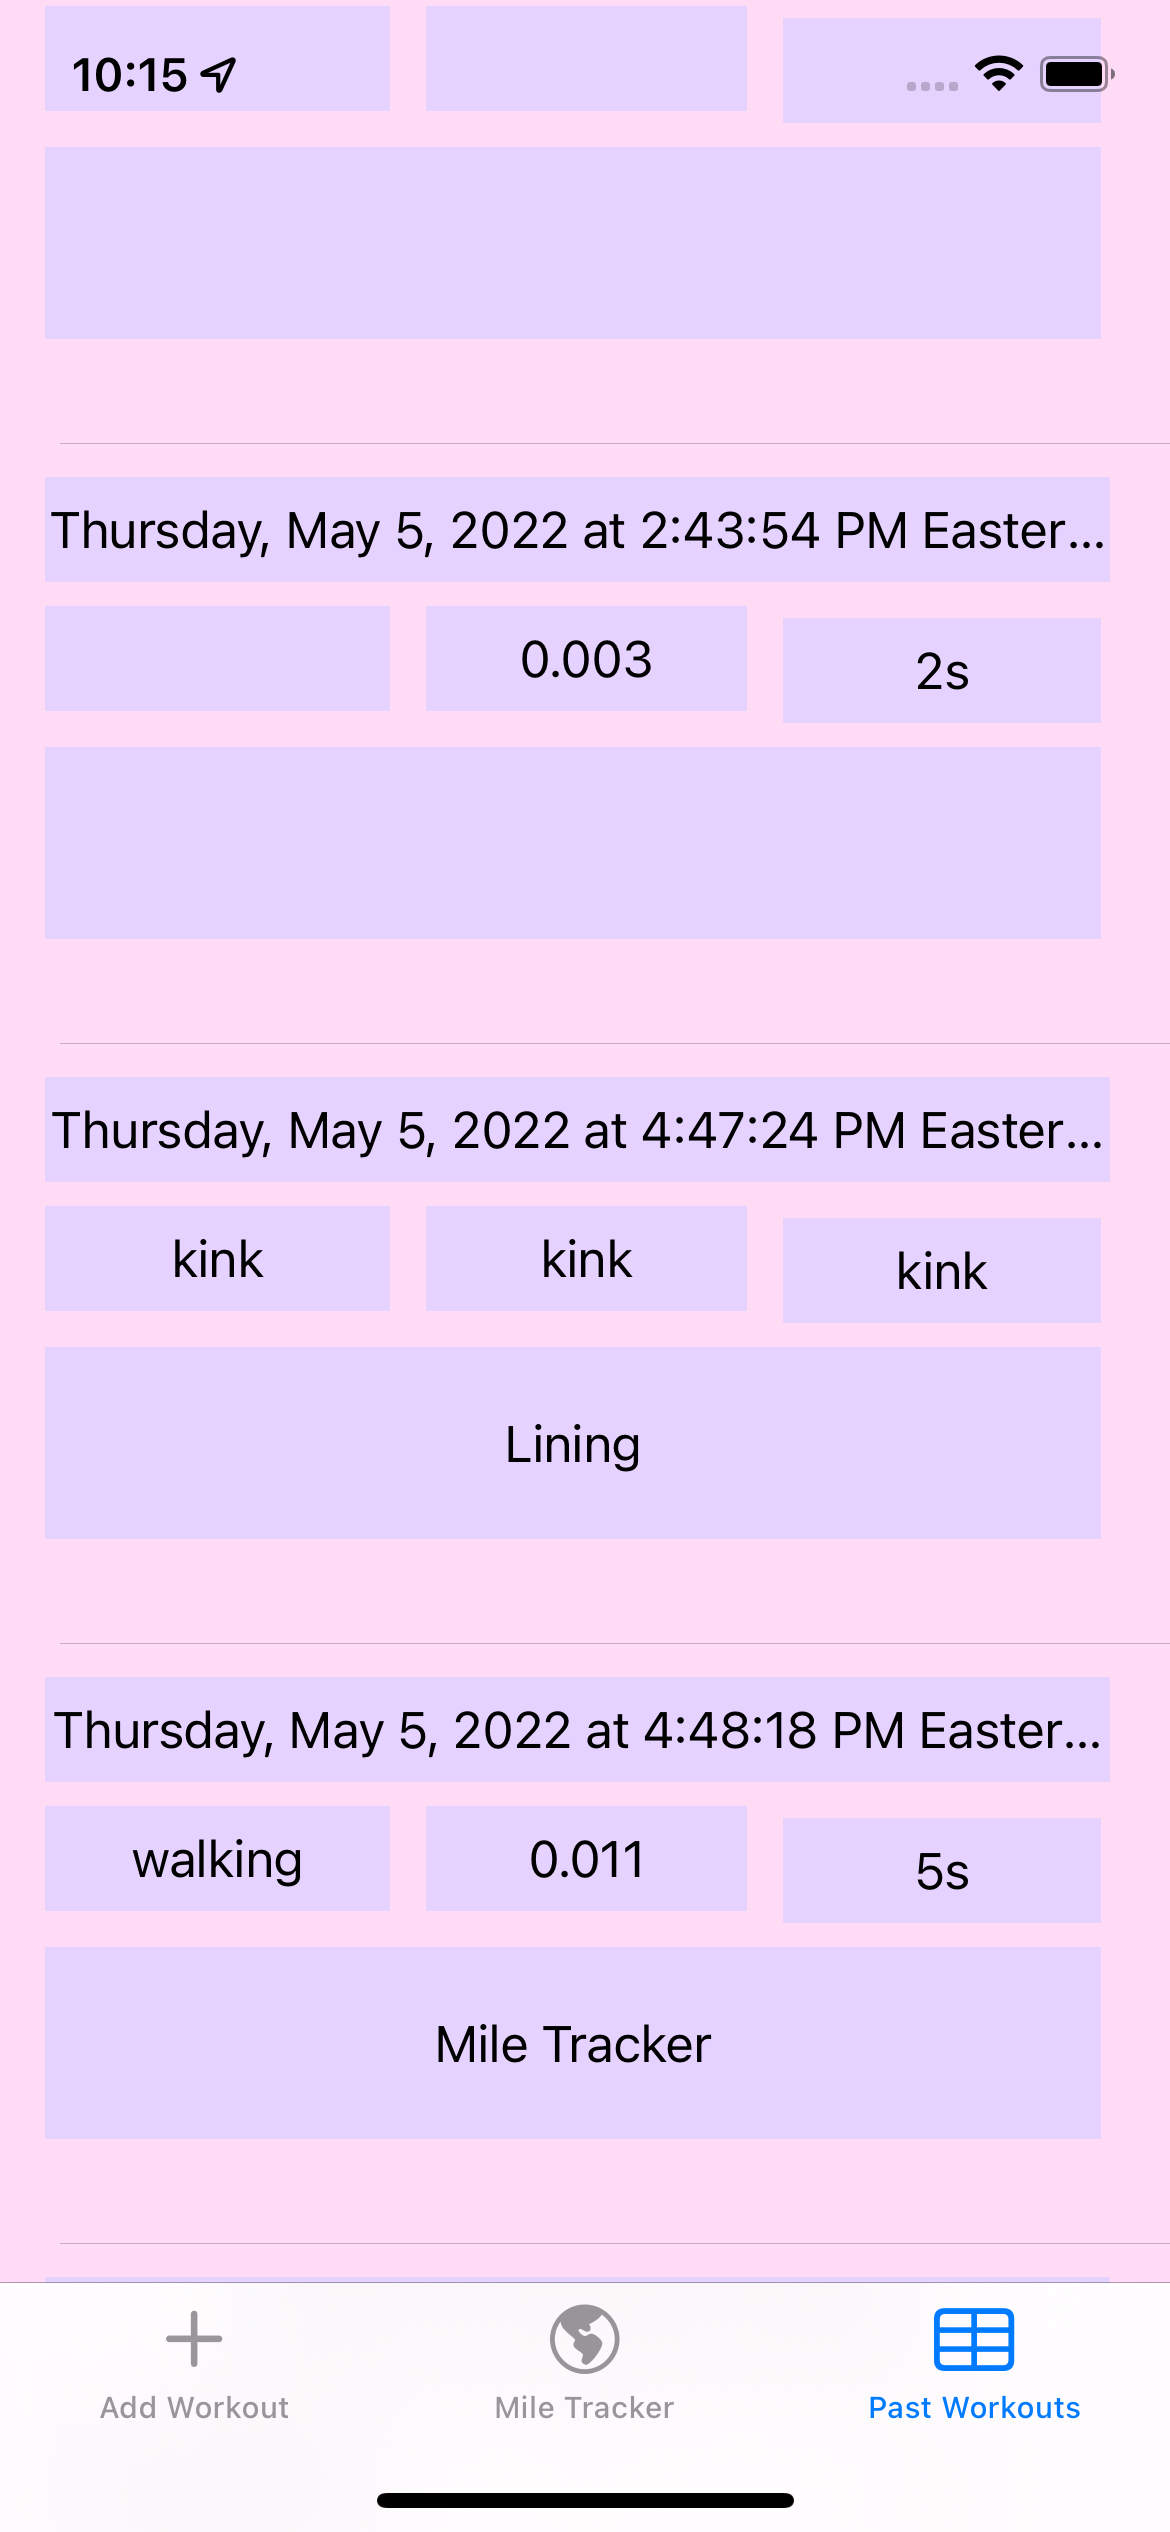 10:15
Thursday, May 5, 2022 at 2:43:54 PM Easter...
0.003
2s
Thursday, May 5, 2022 at 4:47:24 PM Easter...
kink kink kink
Lining
Thursday, May 5, 2022 at 4:48:18 PM Easter...
walking 0.011 5s
Mile Tracker
Add Workout Mile Tracker Past Workouts